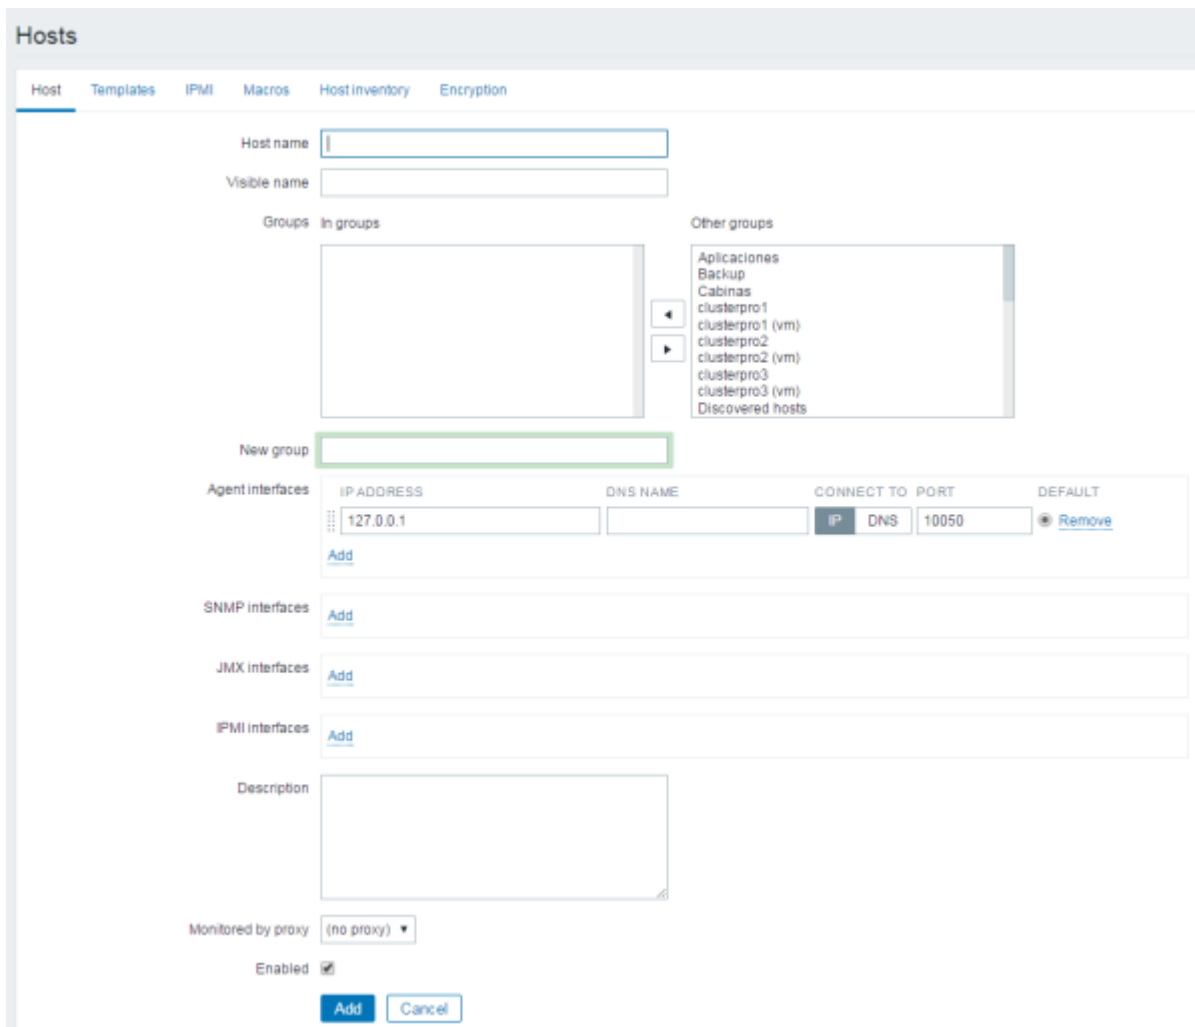 Hosts
Host Templates IPMI Macros Host inventory Encryption
Host name
Visible name
Groups In groups Other groups
Aplicaciones
Backup
Cabinas
clusterpro1
clusterpro1 (vm)
clusterpro2
clusterpro2 (vm)
clusterpro3
clusterpro3 (vm)
Discovered hosts
New group
Agent interfaces IP ADDRESS DNS NAME CONNECT TO PORT DEFAULT
127.0.0.1 IP DNS 10050 Remove
Add
SNMP interfaces Add
JMX interfaces Add
IPMI interfaces Add
Description
Monitored by proxy (no proxy)
Enabled
Add Cancel